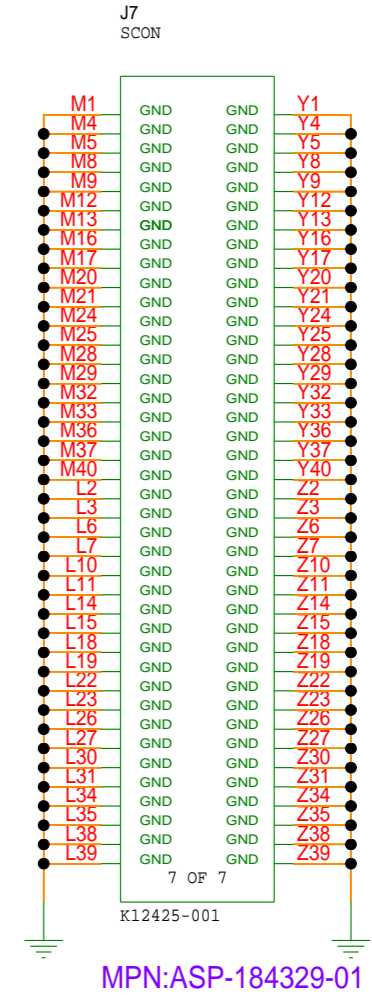 J7
SCON
M1 GND GND Y1
M4 GND GND Y4
M5 GND GND Y5
M8 GND GND Y8
M9 GND GND Y9
M12 GND GND Y12
M13 GND GND Y13
M16 GND GND Y16
M17 GND GND Y17
M20 GND GND Y20
M21 GND GND Y21
M24 GND GND Y24
M25 GND GND Y25
M28 GND GND Y28
M29 GND GND Y29
M32 GND GND Y32
M33 GND GND Y33
M36 GND GND Y36
M37 GND GND Y37
M40 GND GND Y40
L2 GND GND Z2
L3 GND GND Z3
L6 GND GND Z6
L7 GND GND Z7
L10 GND GND Z10
L11 GND GND Z11
L14 GND GND Z14
L15 GND GND Z15
L18 GND GND Z18
L19 GND GND Z19
L22 GND GND Z22
L23 GND GND Z23
L26 GND GND Z26
L27 GND GND Z27
L30 GND GND Z30
L31 GND GND Z31
L34 GND GND Z34
L35 GND GND Z35
L38 GND GND Z38
L39 GND GND Z39
7 OF 7
K12425-001
MPN:ASP-184329-01